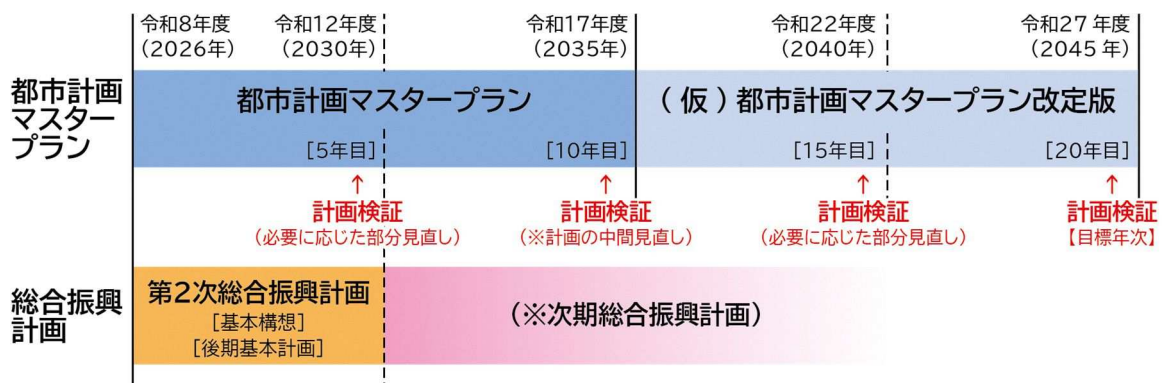 令和8年度 令和12年度 令和17年度 令和22年度 令和27年度
(2026年) (2030年) (2035年) (2040年) (2045年)
都市計画
マスター
プラン
都市計画マスタープラン (仮)都市計画マスタープラン改定版
[5年目] [10年目] [15年目] [20年目]
↑ ↑ ↑ ↑
計画検証 計画検証 計画検証 計画検証
(必要に応じた部分見直し) (※計画の中間見直し) (必要に応じた部分見直し) 【目標年次】
総合振興
計画
第2次総合振興計画
[基本構想]
[後期基本計画]
(※次期総合振興計画)